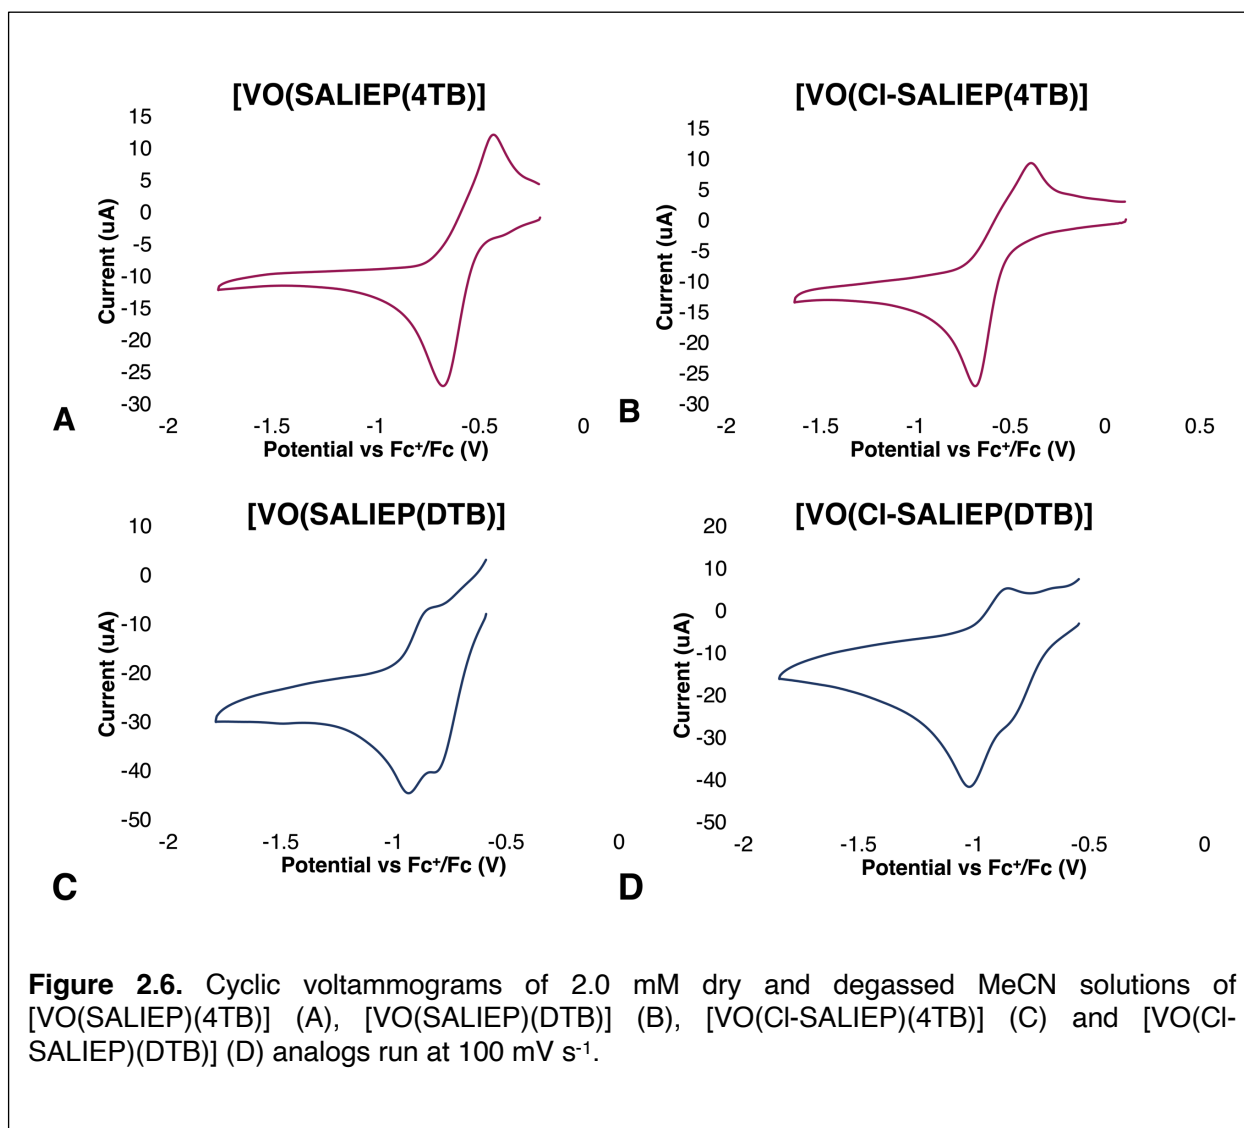 [VO(SALIEP(4TB)]
15
10
5
0
-5
-10
-15
-20
-25
-30
Current (uA)
A
-2
-1.5
-1
-0.5
0
Potential vs Fc⁺/Fc (V)
[VO(Cl-SALIEP(4TB)]
15
10
5
0
-5
-10
-15
-20
-25
-30
Current (uA)
B
-2
-1.5
-1
-0.5
0
0.5
Potential vs Fc⁺/Fc (V)
[VO(SALIEP(DTB)]
10
0
-10
-20
-30
-40
-50
Current (uA)
-2
-1.5
-1
-0.5
0
Potential vs Fc⁺/Fc (V)
C
[VO(Cl-SALIEP(DTB)]
20
10
0
-10
-20
-30
-40
-50
Current (uA)
-2
-1.5
-1
-0.5
0
Potential vs Fc⁺/Fc (V)
D
Figure 2.6. Cyclic voltammograms of 2.0 mM dry and degassed MeCN solutions of
[VO(SALIEP)(4TB)] (A), [VO(SALIEP)(DTB)] (B), [VO(Cl-SALIEP)(4TB)] (C) and [VO(Cl-
SALIEP)(DTB)] (D) analogs run at 100 mV s⁻¹.